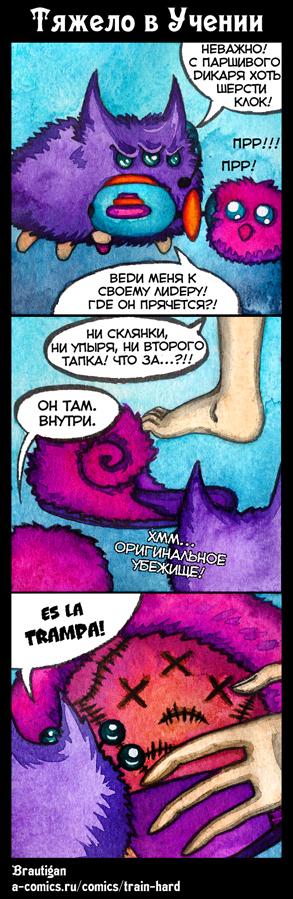 Тяжело в Учении
НЕВАЖНО!
С ПАРШИВОГО
ДИКАРЯ ХОТЬ
ШЕРСТИ
КЛОК!
ПРР!!!
ПРР!
ВЕДИ МЕНЯ К
СВОЕМУ ЛИДЕРУ!
ГДЕ ОН ПРЯЧЕТСЯ?!
НИ СКЛЯНКИ,
НИ УПЫРЯ, НИ ВТОРОГО
ТАПКА! ЧТО ЗА...?!!
ОН ТАМ.
ВНУТРИ.
ХММ...
ОРИГИНАЛЬНОЕ
УБЕЖИЩЕ!
ES LA
TRAMPA!
Brautigan
a-comics.ru/comics/train-hard